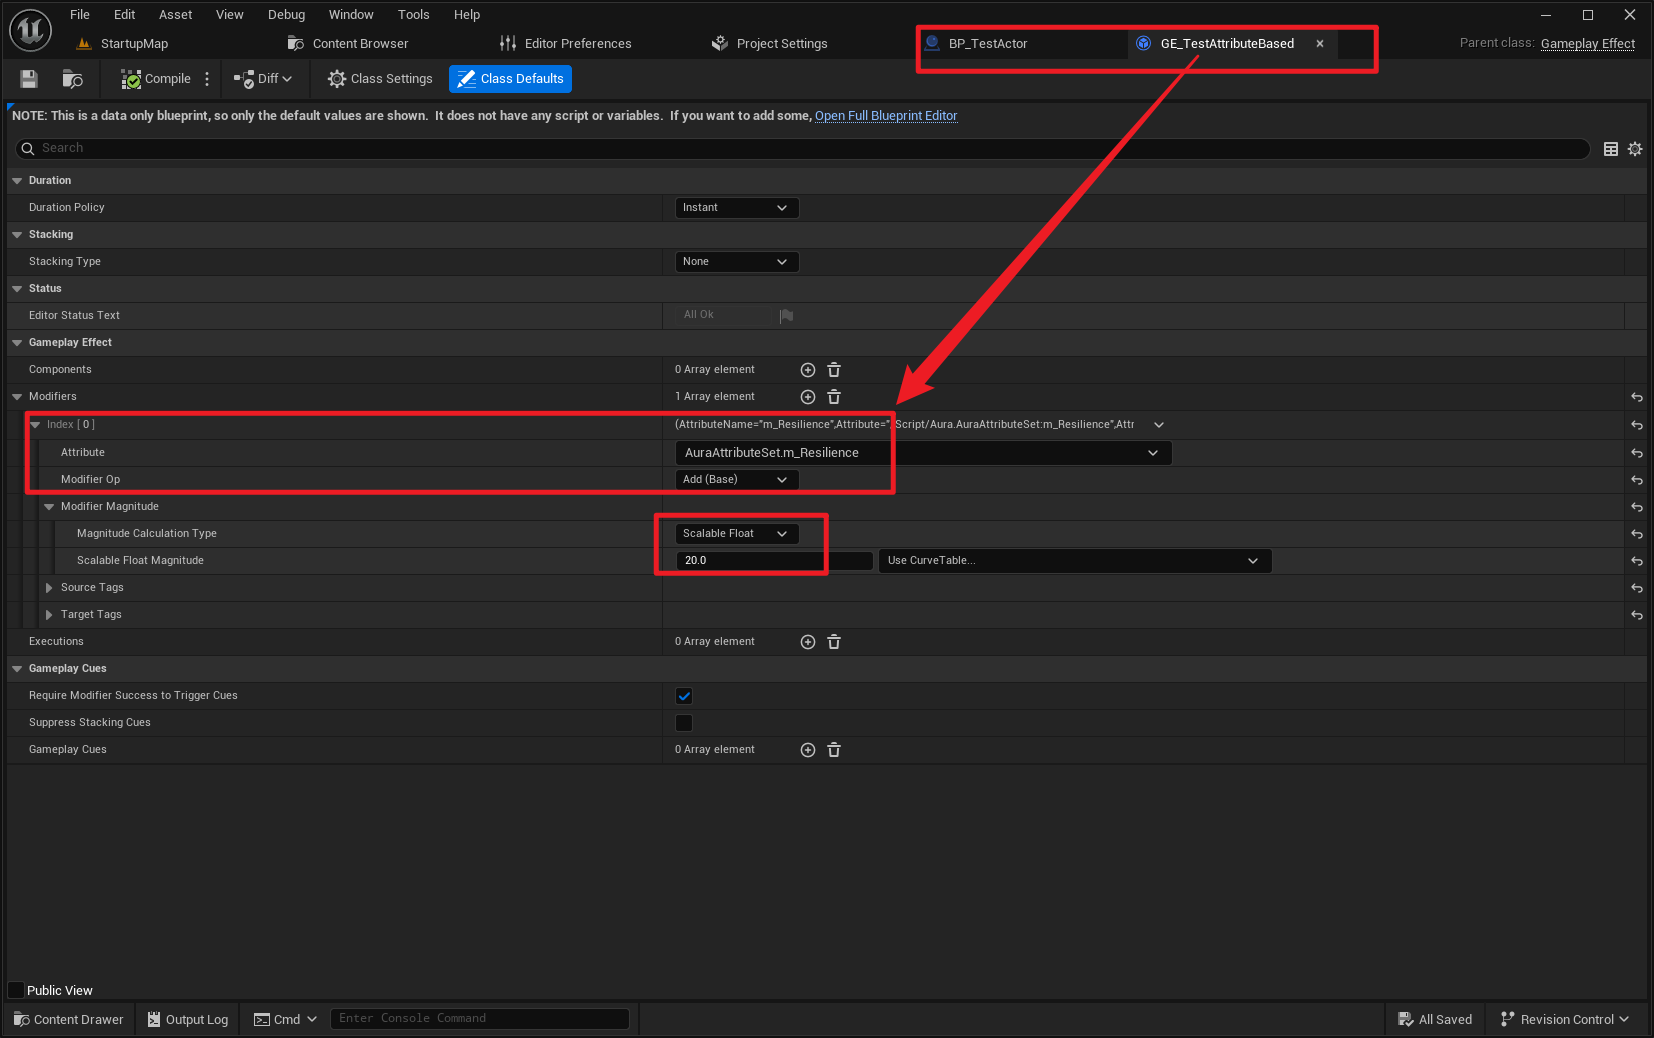 File Edit Asset View Debug Window Tools Help
StartupMap Content Browser Editor Preferences Project Settings BP_TestActor GE_TestAttributeBased Parent class: Gameplay Effect
Compile Diff Class Settings Class Defaults
NOTE: This is a data only blueprint, so only the default values are shown. It does not have any script or variables. If you want to add some, Open Full Blueprint Editor
Search
Duration
Duration Policy Instant
Stacking
Stacking Type None
Status
Editor Status Text All Ok
Gameplay Effect
Components 0 Array element
Modifiers 1 Array element
Index [ 0 ] (AttributeName="m_Resilience",Attribute="/Script/Aura.AuraAttributeSet:m_Resilience",Attr
Attribute AuraAttributeSet.m_Resilience
Modifier Op Add (Base)
Modifier Magnitude
Magnitude Calculation Type Scalable Float
Scalable Float Magnitude 20.0 Use CurveTable...
Source Tags
Target Tags
Executions 0 Array element
Gameplay Cues
Require Modifier Success to Trigger Cues
Suppress Stacking Cues
Gameplay Cues 0 Array element
Public View
Content Drawer Output Log Cmd Enter Console Command All Saved Revision Control